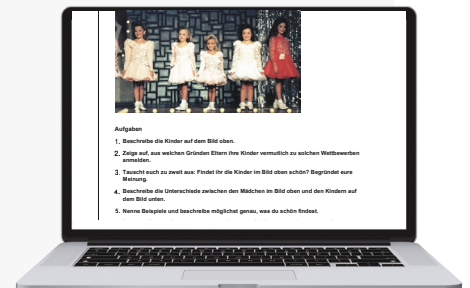 Aufgaben
1. Beschreibe die Kinder auf dem Bild oben.
2. Zeige auf, aus welchen Gründen Eltern ihre Kinder vermutlich zu solchen Wettbewerben
anmelden.
3. Tauscht euch zu zweit aus: Findet ihr die Kinder im Bild oben schön? Begründet eure
Meinung.
4. Beschreibe die Unterschiede zwischen den Mädchen im Bild oben und den Kindern auf
dem Bild unten.
5. Nenne Beispiele und beschreibe möglichst genau, was du schön findest.